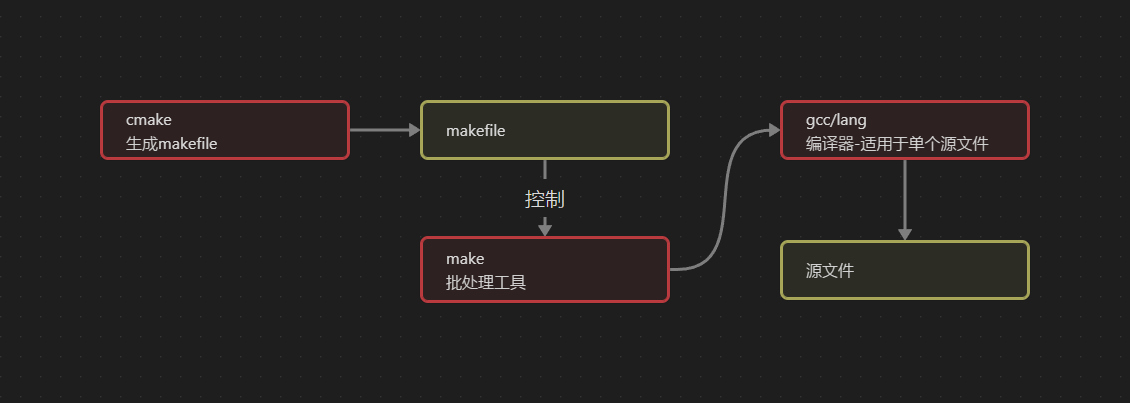 cmake
生成makefile
makefile
控制
make
批处理工具
gcc/lang
编译器-适用于单个源文件
源文件